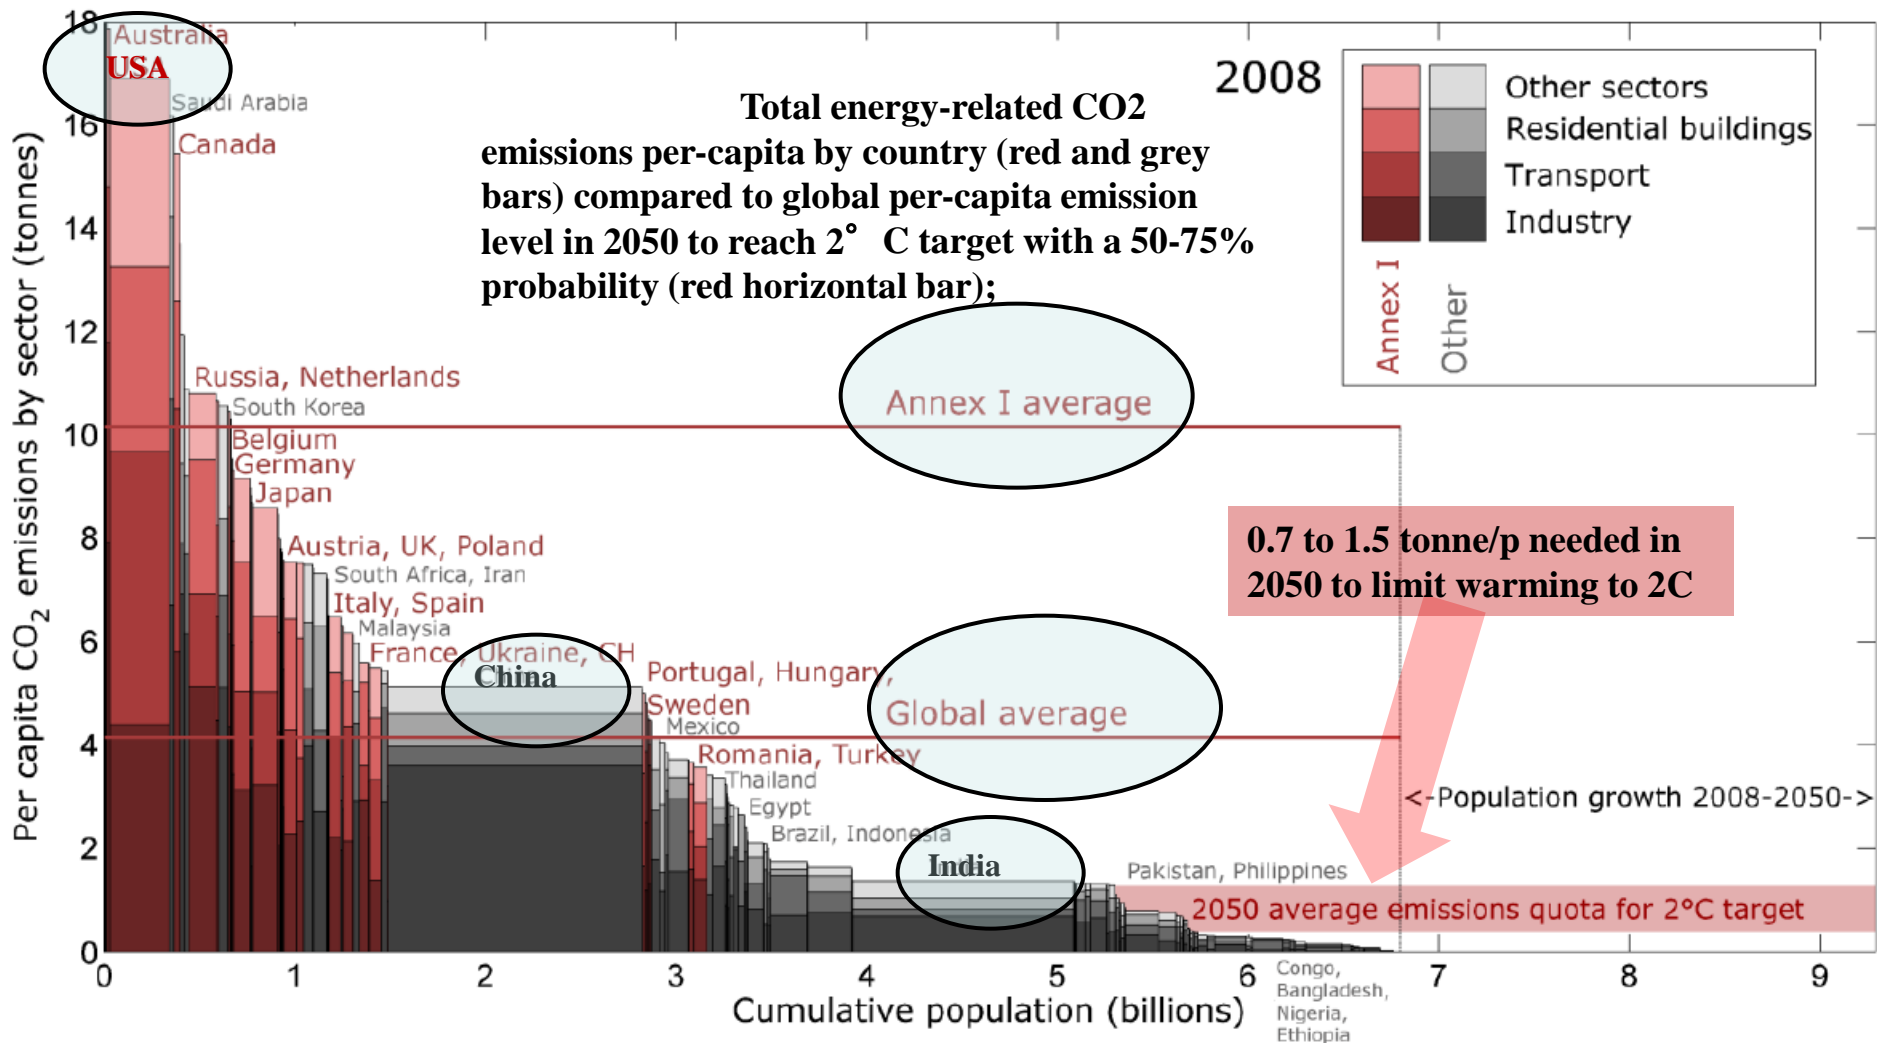 18
Australia
USA
Saudi Arabia
16
Canada
2008
Total energy-related CO2
emissions per-capita by country (red and grey
bars) compared to global per-capita emission
level in 2050 to reach 2° C target with a 50-75%
probability (red horizontal bar);
Other sectors
Residential buildings
Transport
Industry
Annex I
Other
14
12
Russia, Netherlands
South Korea
Annex I average
10
Belgium
Germany
Japan
0.7 to 1.5 tonne/p needed in
2050 to limit warming to 2C
8
Austria, UK, Poland
South Africa, Iran
Italy, Spain
Malaysia
6
France, Ukraine, CH
China
Portugal, Hungary,
Sweden
Mexico
Global average
4
Romania, Turkey
Thailand
Egypt
Brazil, Indonesia
<-Population growth 2008-2050->
2
India
Pakistan, Philippines
2050 average emissions quota for 2°C target
0
Per capita CO2 emissions by sector (tonnes)
0 1 2 3 4 5 6 7 8 9
Congo,
Bangladesh,
Nigeria,
Ethiopia
Cumulative population (billions)